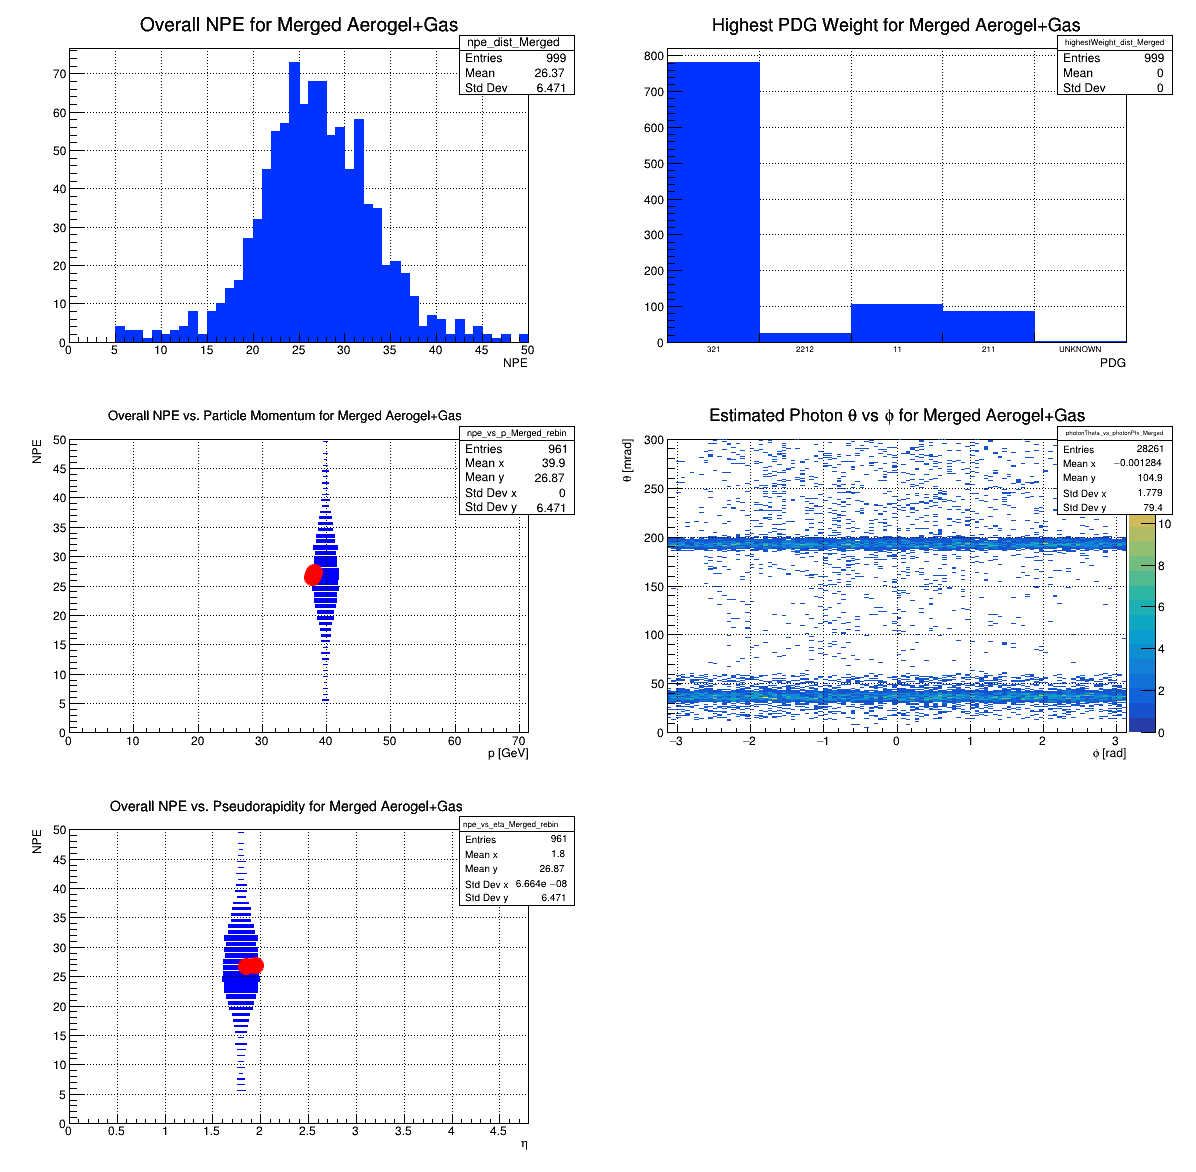 Overall NPE for Merged Aerogel+Gas
npe_dist_Merged
Entries 999
Mean 26.37
Std Dev 6.471
70
60
50
40
30
20
10
0
0 5 10 15 20 25 30 35 40 45 50
NPE
Highest PDG Weight for Merged Aerogel+Gas
highestWeight_dist_Merged
Entries 999
Mean 0
Std Dev 0
800
700
600
500
400
300
200
100
0
321 2212 11 211 UNKNOWN
PDG
Overall NPE vs. Particle Momentum for Merged Aerogel+Gas
npe_vs_p_Merged_rebin
Entries 961
Mean x 39.9
Mean y 26.87
Std Dev x 0
Std Dev y 6.471
NPE
50
45
40
35
30
25
20
15
10
5
0
0 10 20 30 40 50 60 70
p [GeV]
Estimated Photon θ vs ϕ for Merged Aerogel+Gas
photonTheta_vs_photonPhi_Merged
Entries 28261
Mean x −0.001284
Mean y 104.9
Std Dev x 1.779
Std Dev y 79.4
θ [mrad]
300
250
200
150
100
50
0
−3 −2 −1 0 1 2 3
ϕ [rad]
10
8
6
4
2
0
Overall NPE vs. Pseudorapidity for Merged Aerogel+Gas
npe_vs_eta_Merged_rebin
Entries 961
Mean x 1.8
Mean y 26.87
Std Dev x 6.664e −08
Std Dev y 6.471
NPE
50
45
40
35
30
25
20
15
10
5
0
0 0.5 1 1.5 2 2.5 3 3.5 4 4.5
η